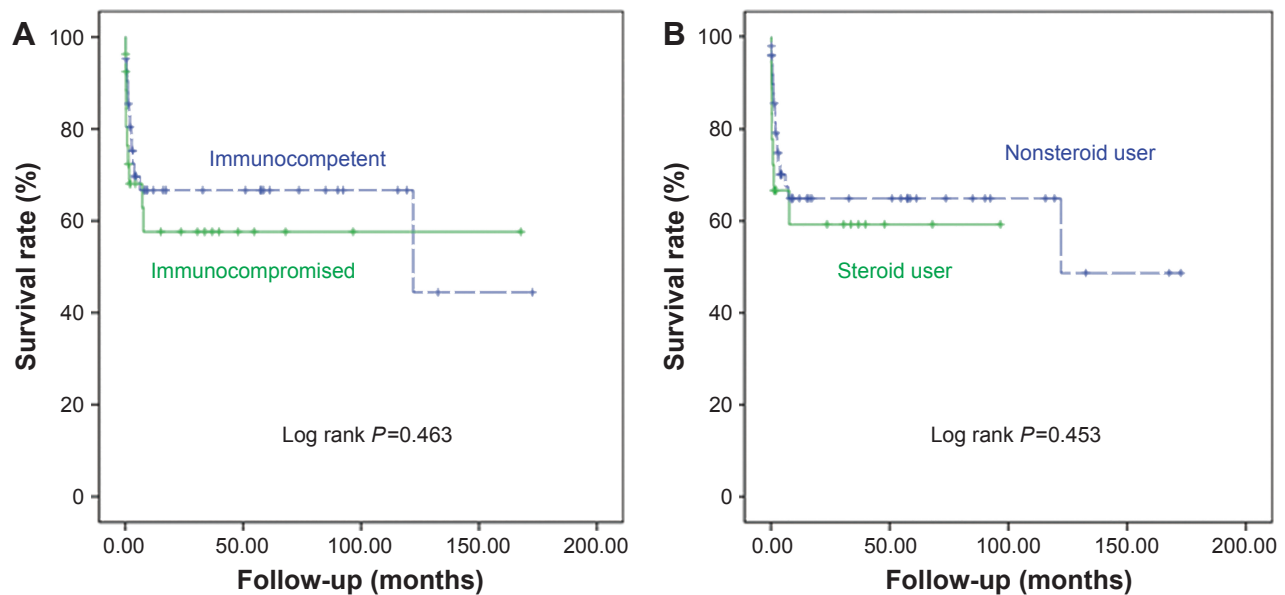 A
Survival rate (%)
100
80
60
40
20
0
Immunocompetent
Immunocompromised
Log rank P=0.463
0.00 50.00 100.00 150.00 200.00
Follow-up (months)
B
Survival rate (%)
100
80
60
40
20
0
Nonsteroid user
Steroid user
Log rank P=0.453
0.00 50.00 100.00 150.00 200.00
Follow-up (months)